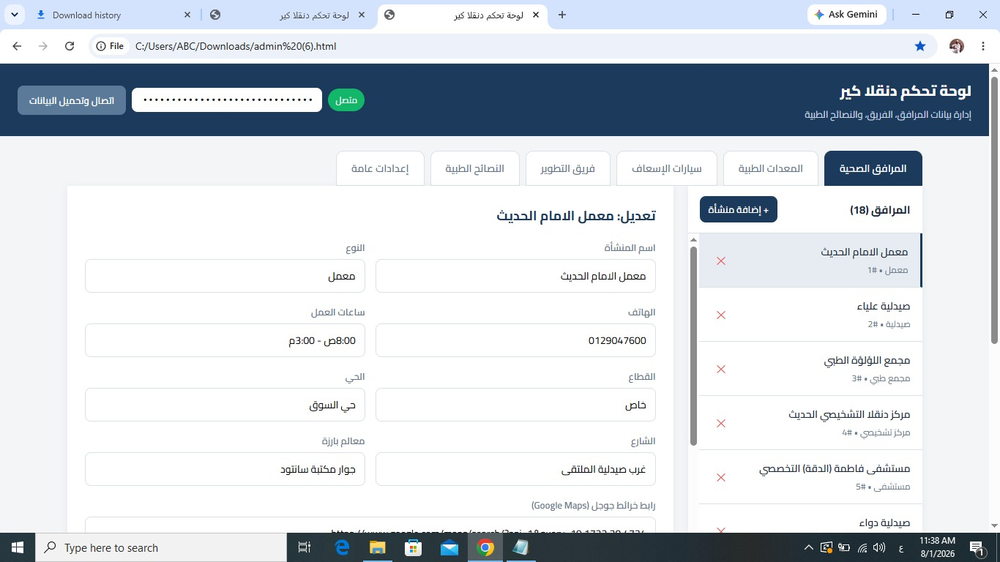 Download history
لوحة تحكم دنقلا كير
لوحة تحكم دنقلا كير
Ask Gemini
File
C:/Users/ABC/Downloads/admin%20(6).html
لوحة تحكم دنقلا كير
إدارة بيانات المرافق، الفريق، والنصائح الطبية
متصل
اتصال وتحميل البيانات
المرافق الصحية
المعدات الطبية
سيارات الإسعاف
فريق التطوير
النصائح الطبية
إعدادات عامة
المرافق (18)
+ إضافة منشأة
معمل الامام الحديث
معمل • #1
صيدلية علياء
صيدلية • #2
مجمع اللؤلؤة الطبي
مجمع طبي • #3
مركز دنقلا التشخيصي الحديث
مركز تشخيصي • #4
مستشفى فاطمة (الدقة) التخصصي
مستشفى • #5
صيدلية دواء
تعديل: معمل الامام الحديث
اسم المنشأة
معمل الامام الحديث
النوع
معمل
الهاتف
0129047600
ساعات العمل
8:00ص - 3:00م
القطاع
خاص
الحي
حي السوق
الشارع
غرب صيدلية الملتقى
معالم بارزة
جوار مكتبة سانتود
رابط خرائط جوجل (Google Maps)
Type here to search
ع
11:38 AM
8/1/2026
1